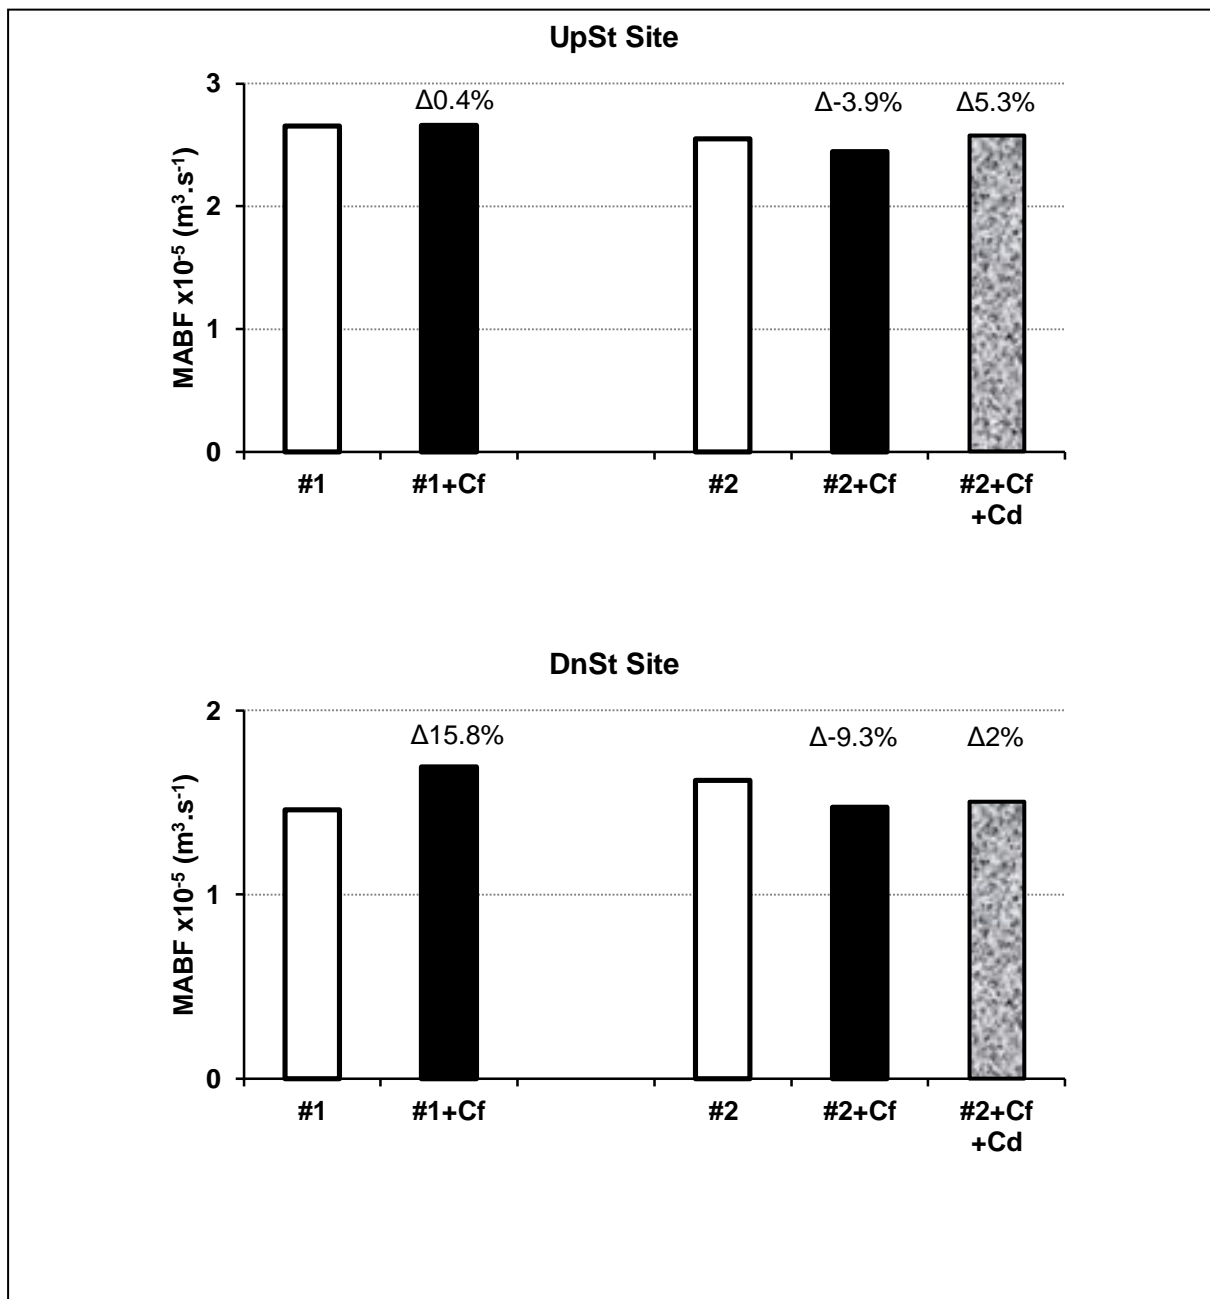 UpSt Site
MABF x10⁻⁵ (m³.s⁻¹)
3
2
1
0
Δ0.4%
Δ-3.9%
Δ5.3%
#1
#1+Cf
#2
#2+Cf
#2+Cf
+Cd
DnSt Site
MABF x10⁻⁵ (m³.s⁻¹)
2
1
0
Δ15.8%
Δ-9.3%
Δ2%
#1
#1+Cf
#2
#2+Cf
#2+Cf
+Cd